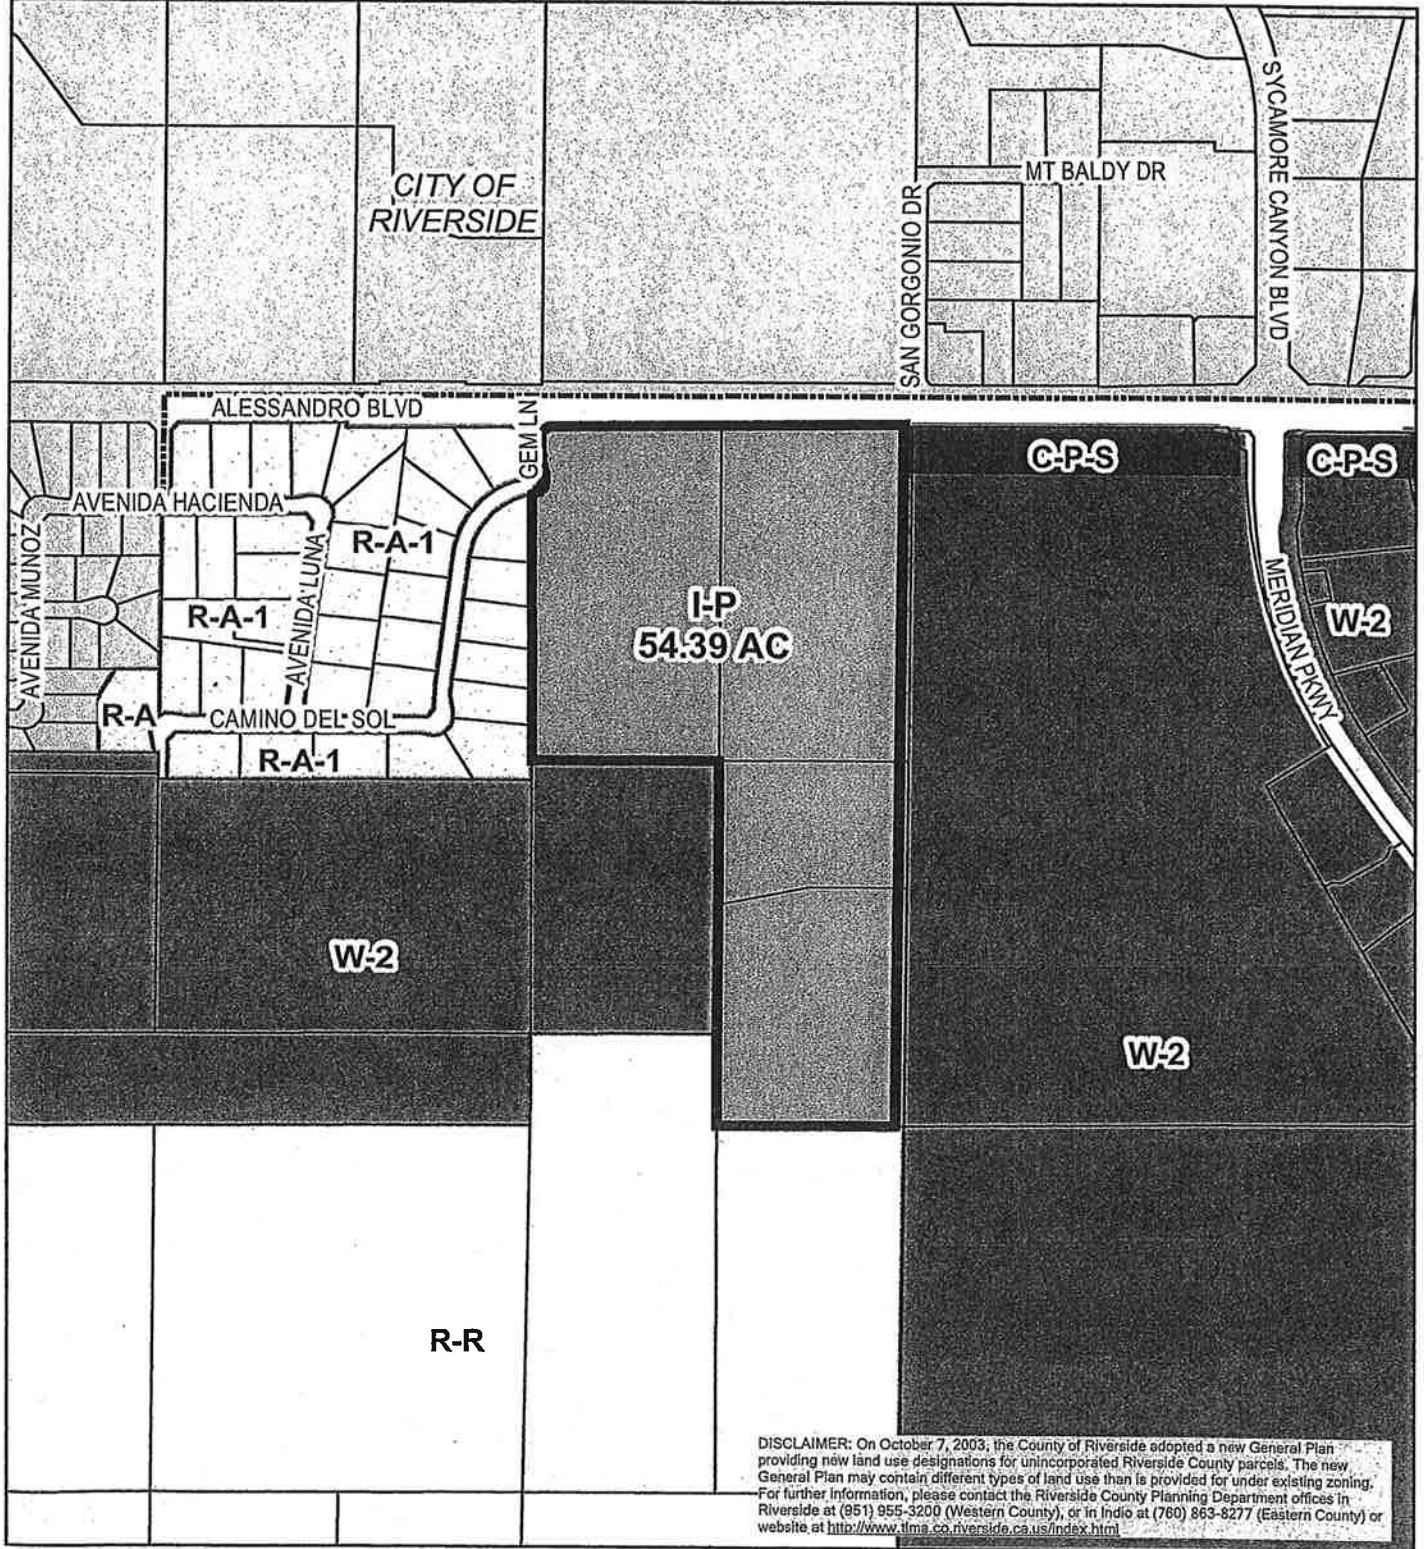 CITY OF
RIVERSIDE
SAN GORGONIO DR
MT BALDY DR
SYCAMORE CANYON BLVD
ALESSANDRO BLVD
GEM LN
AVENIDA HACIENDA
AVENIDA MUNOZ
AVENIDA LUNA
R-A-1
R-A-1
R-A
CAMINO DEL SOL
R-A-1
I-P
54.39 AC
C-P-S
C-P-S
MERIDIAN PKWY
W-2
W-2
W-2
R-R
DISCLAIMER: On October 7, 2003, the County of Riverside adopted a new General Plan
providing new land use designations for unincorporated Riverside County parcels. The new
General Plan may contain different types of land use than is provided for under existing zoning.
For further information, please contact the Riverside County Planning Department offices in
Riverside at (951) 955-3200 (Western County), or in Indio at (760) 863-8277 (Eastern County) or
website at http://www.tlma.co.riverside.ca.us/index.html